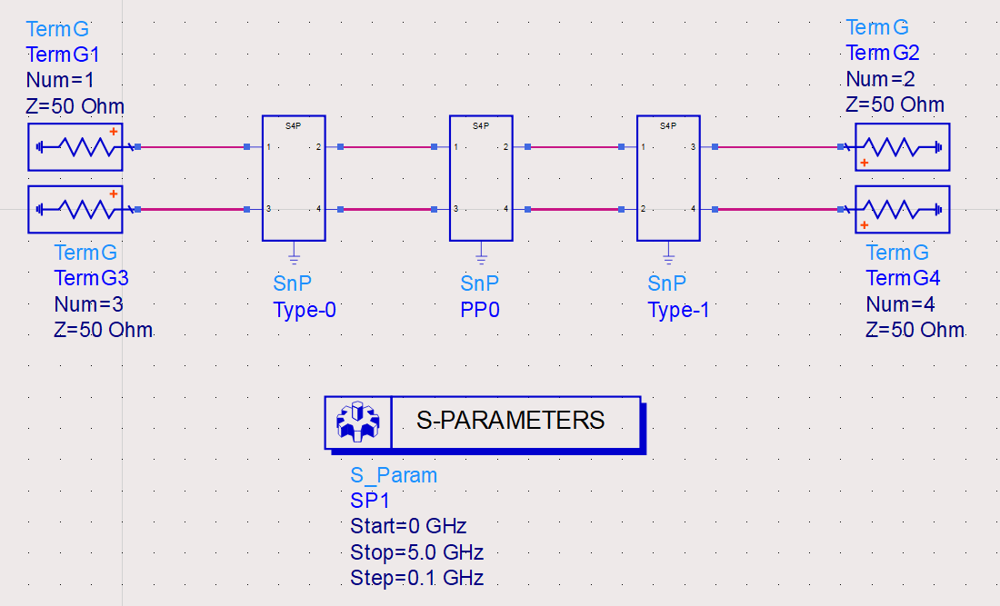 TermG
TermG1
Num=1
Z=50 Ohm
TermG
TermG2
Num=2
Z=50 Ohm
+
S4P
1
2
3
4
S4P
1
2
3
4
S4P
1
3
2
4
+
+
+
TermG
TermG3
Num=3
Z=50 Ohm
SnP
Type-0
SnP
PP0
SnP
Type-1
TermG
TermG4
Num=4
Z=50 Ohm
S-PARAMETERS
S_Param
SP1
Start=0 GHz
Stop=5.0 GHz
Step=0.1 GHz